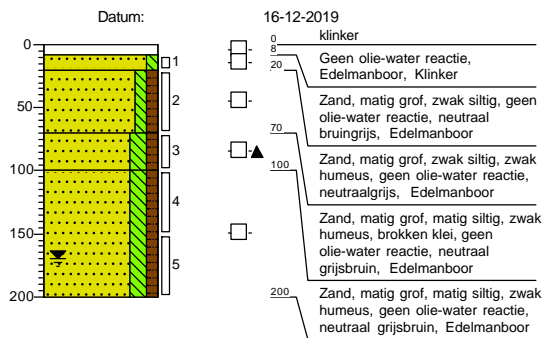 Datum: 16-12-2019
0
50
100
150
200
1
2
3
4
5
0
klinker
8
Geen olie-water reactie,
Edelmanboor, Klinker
20
Zand, matig grof, zwak siltig, geen
olie-water reactie, neutraal
bruingrijs, Edelmanboor
70
Zand, matig grof, zwak siltig, zwak
humeus, geen olie-water reactie,
neutraalgrijs, Edelmanboor
100
Zand, matig grof, matig siltig, zwak
humeus, brokken klei, geen
olie-water reactie, neutraal
grijsbruin, Edelmanboor
200
Zand, matig grof, matig siltig, zwak
humeus, geen olie-water reactie,
neutraal grijsbruin, Edelmanboor